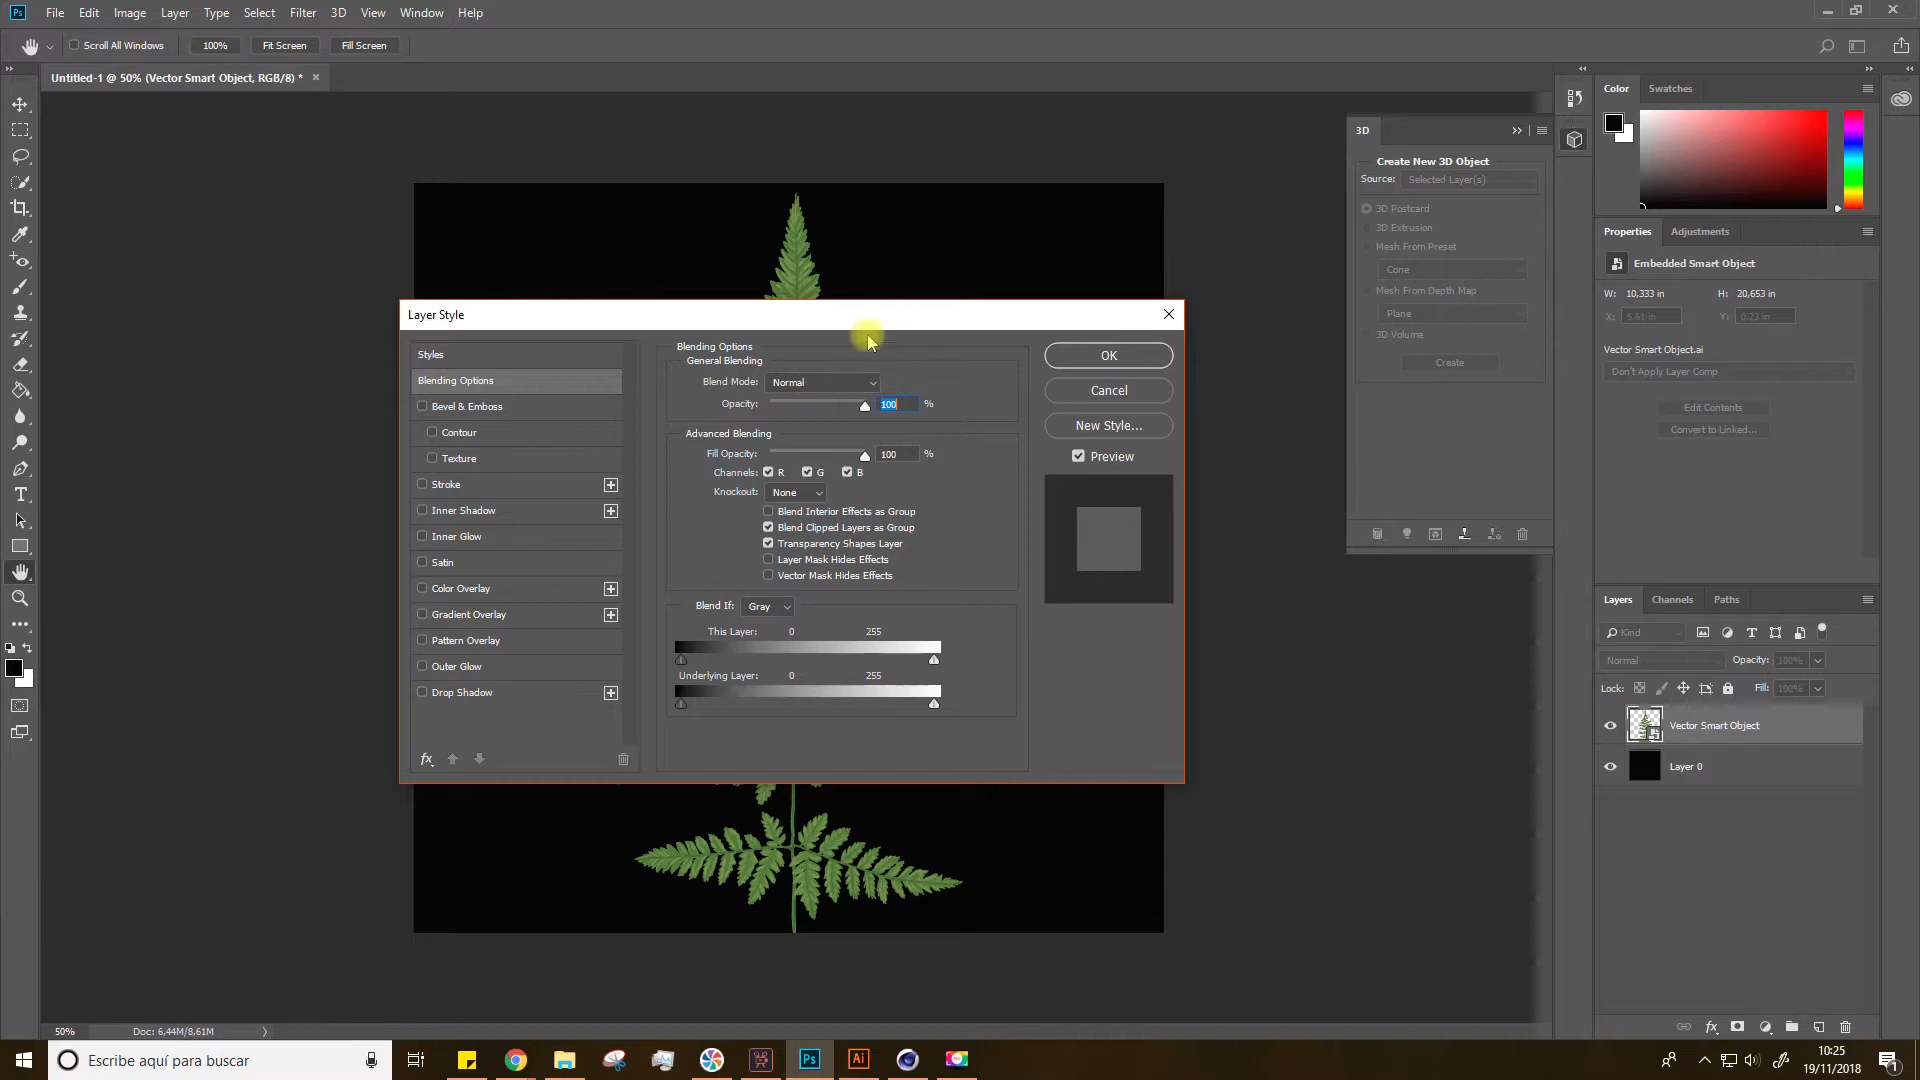 Ps File Edit Image Layer Type Select Filter 3D View Window Help
Scroll All Windows 100% Fit Screen Fill Screen
Untitled-1 @ 50% (Vector Smart Object, RGB/8) *
Layer Style
Styles
Blending Options
Bevel & Emboss
Contour
Texture
Stroke
Inner Shadow
Inner Glow
Satin
Color Overlay
Gradient Overlay
Pattern Overlay
Outer Glow
Drop Shadow
fx
Blending Options
General Blending
Blend Mode: Normal
Opacity: 100 %
Advanced Blending
Fill Opacity: 100 %
Channels: R G B
Knockout: None
Blend Interior Effects as Group
Blend Clipped Layers as Group
Transparency Shapes Layer
Layer Mask Hides Effects
Vector Mask Hides Effects
Blend If: Gray
This Layer: 0 255
Underlying Layer: 0 255
OK
Cancel
New Style...
Preview
3D
Create New 3D Object
Source: Selected Layer(s)
3D Postcard
3D Extrusion
Mesh From Preset
Cone
Mesh From Depth Map
Plane
3D Volume
Create
Color Swatches
Properties Adjustments
Embedded Smart Object
W: 10,333 in H: 20,653 in
X: 5.61 in Y: 0.23 in
Vector Smart Object.ai
Don't Apply Layer Comp
Edit Contents
Convert to Linked...
Layers Channels Paths
Kind
Normal Opacity: 100%
Lock: Fill: 100%
Vector Smart Object
Layer 0
fx
50% Doc: 6,44M/8,61M
Escribe aquí para buscar
Ps Ai
10:25
19/11/2018
1